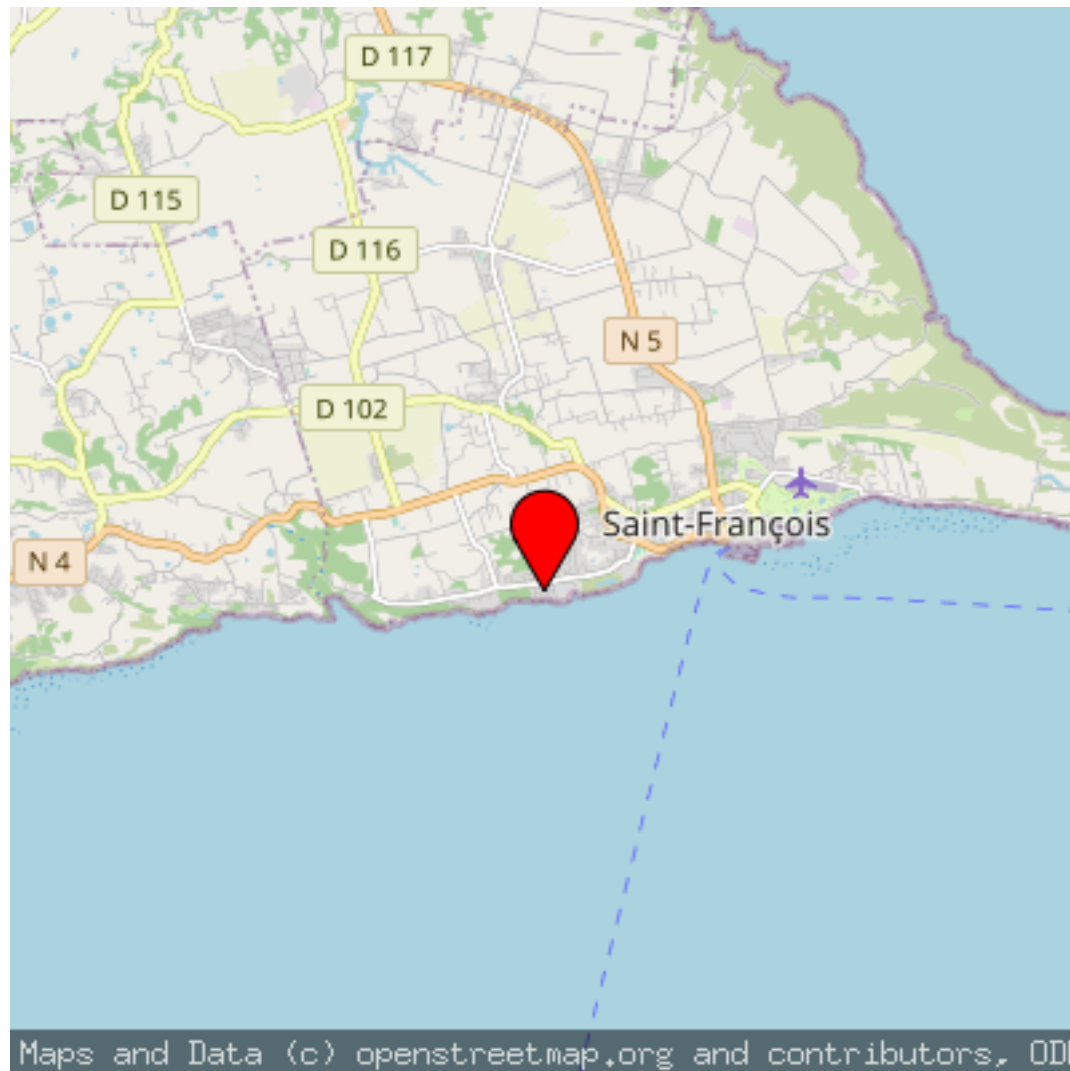 D 117
D 115
D 116
N 5
D 102
Saint-François
N 4
Maps and Data (c) openstreetmap.org and contributors, OD